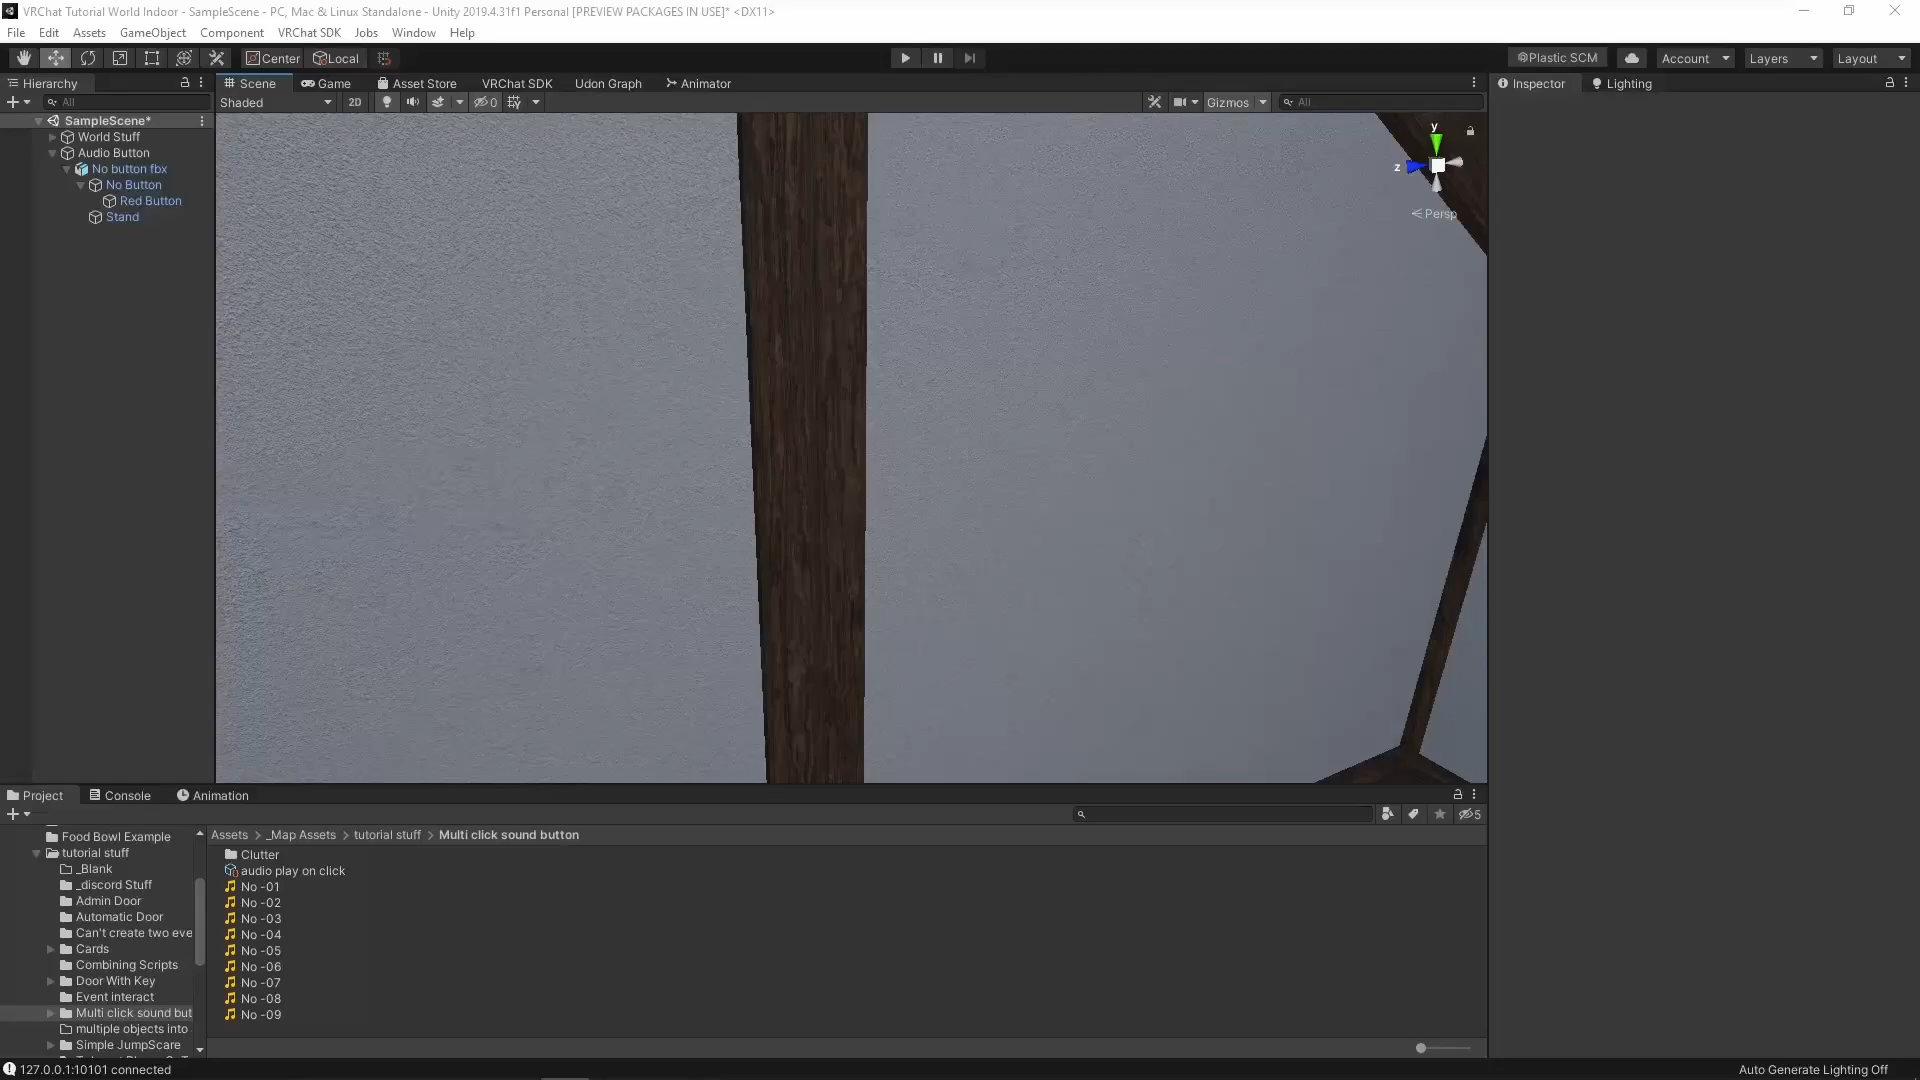 VRChat Tutorial World Indoor - SampleScene - PC, Mac & Linux Standalone - Unity 2019.4.31f1 Personal [PREVIEW PACKAGES IN USE]* <DX11>
File Edit Assets GameObject Component VRChat SDK Jobs Window Help
Center Local Plastic SCM Account Layers Layout
Hierarchy Scene Game Asset Store VRChat SDK Udon Graph Animator Inspector Lighting
All Shaded 2D 0 Gizmos All
SampleScene*
World Stuff
Audio Button
No button fbx
No Button
Red Button
Stand
y
z
Persp
Project Console Animation
5
Food Bowl Example
tutorial stuff
_Blank
_discord Stuff
Admin Door
Automatic Door
Can't create two eve
Cards
Combining Scripts
Door With Key
Event interact
Multi click sound but
multiple objects into
Simple JumpScare
Assets > _Map Assets > tutorial stuff > Multi click sound button
Clutter
audio play on click
No -01
No -02
No -03
No -04
No -05
No -06
No -07
No -08
No -09
127.0.0.1:10101 connected
Auto Generate Lighting Off